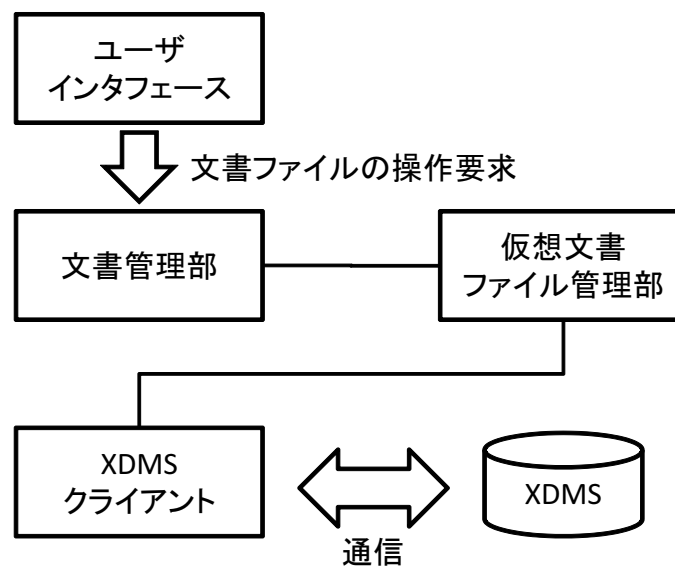 ユーザ
インタフェース
文書ファイルの操作要求
文書管理部
仮想文書
ファイル管理部
XDMS
クライアント
XDMS
通信